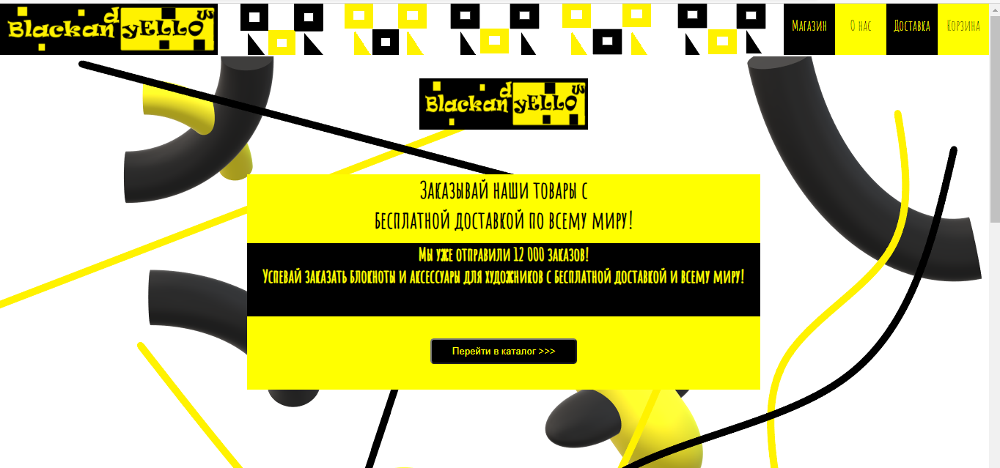 Blackand yELLOw
Магазин
О нас
Доставка
Корзина
Blackand yELLOw
Заказывай наши товары с
бесплатной доставкой по всему миру!
Мы уже отправили 12 000 заказов!
Успевай заказать блокноты и аксессуары для художников с бесплатной доставкой и всему миру!
Перейти в каталог >>>